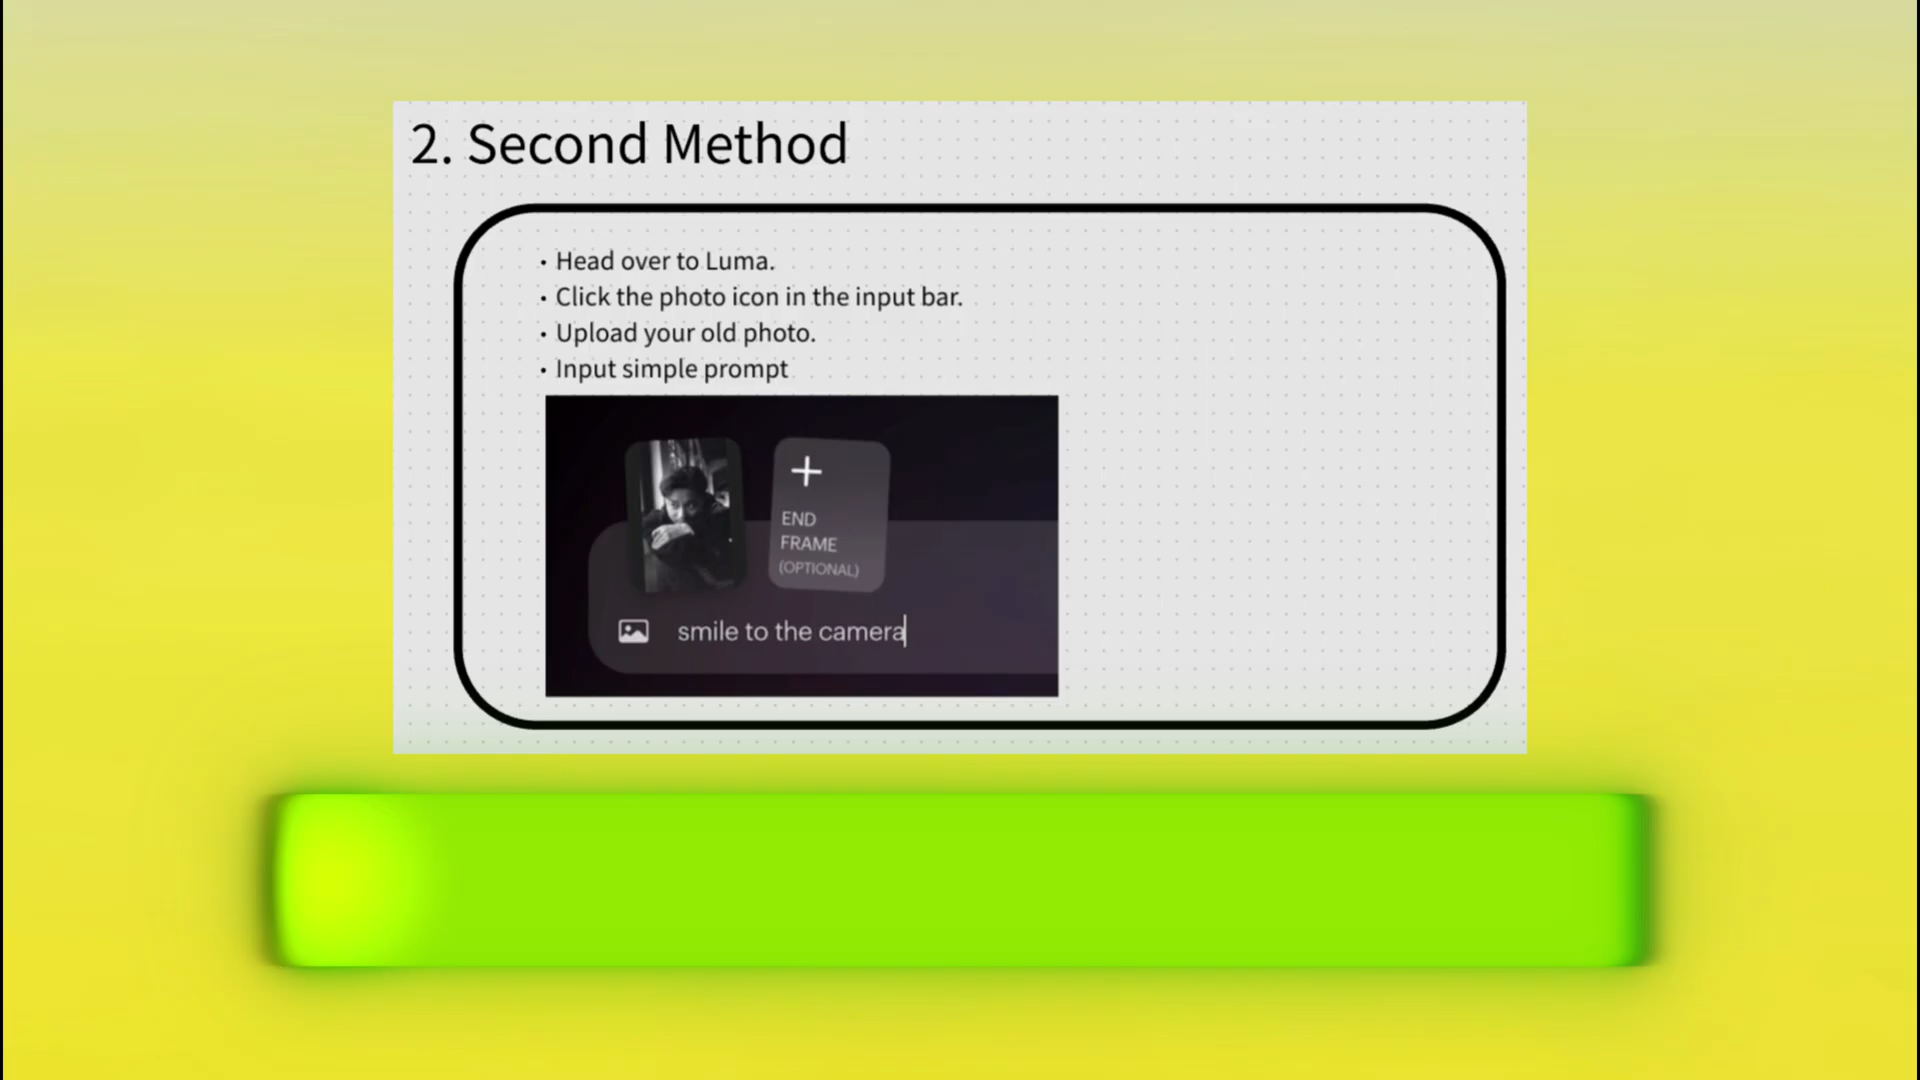 2. Second Method
• Head over to Luma.
• Click the photo icon in the input bar.
• Upload your old photo.
• Input simple prompt
END
FRAME
(OPTIONAL)
smile to the camera